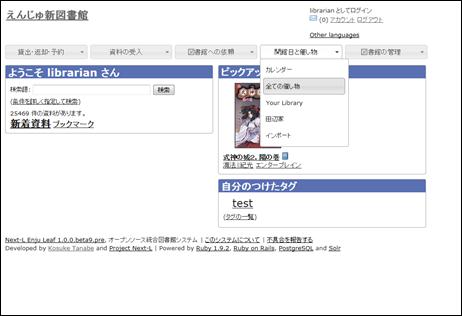 えんじゅ新図書館
librarian としてログイン
(0) アカウント ログアウト
Other languages
貸出・返却・予約
資料の受入
図書館への依頼
開館日と催し物
図書館の管理
カレンダー
全ての催し物
Your Library
田辺家
インポート
ようこそ librarian さん
検索語:
検索
(条件を詳しく指定して検索)
25469 件の資料があります。
新着資料 ブックマーク
ピックアッ
式神の城2. 陽の巻
海法 紀光 エンターブレイン
自分のつけたタグ
test
(タグの一覧)
Next-L Enju Leaf 1.0.0.beta9.pre, オープンソース統合図書館システム | このシステムについて | 不具合を報告する
Developed by Kosuke Tanabe and Project Next-L | Powered by Ruby 1.9.2, Ruby on Rails, PostgreSQL and Solr